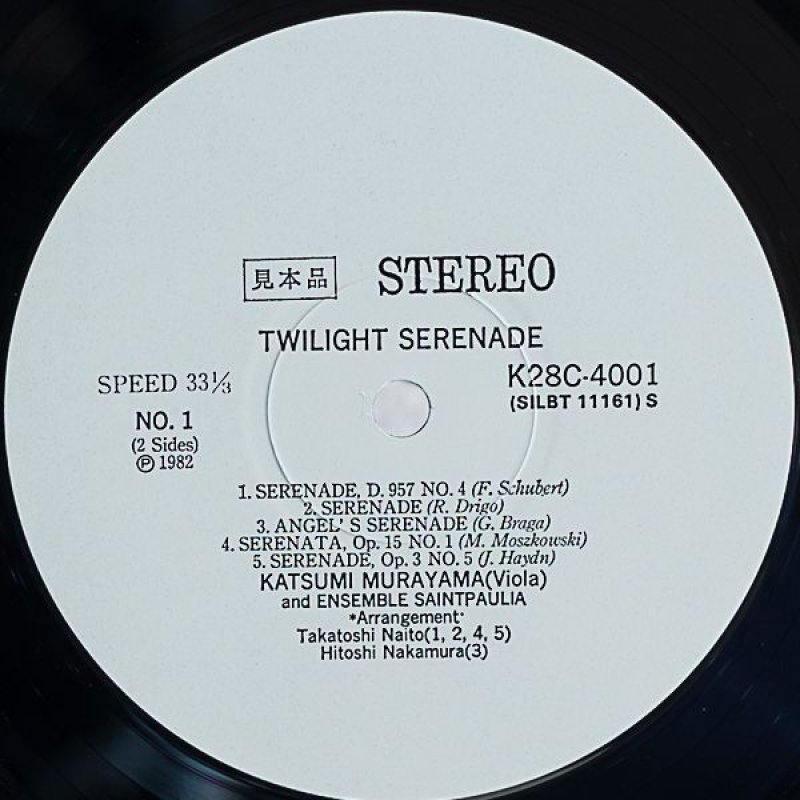 見本品 STEREO
TWILIGHT SERENADE
SPEED 33⅓
K28C-4001
(SILBT 11161) S
NO. 1
(2 Sides)
Ⓟ 1982
1. SERENADE, D. 957 NO. 4 (F. Schubert)
2. SERENADE (R. Drigo)
3. ANGEL' S SERENADE (G. Braga)
4. SERENATA, Op. 15 NO. 1 (M. Moszkowski)
5. SERENADE, Op. 3 NO. 5 (J. Haydn)
KATSUMI MURAYAMA(Viola)
and ENSEMBLE SAINTPAULIA
*Arrangement*
Takatoshi Naito(1, 2, 4, 5)
Hitoshi Nakamura(3)